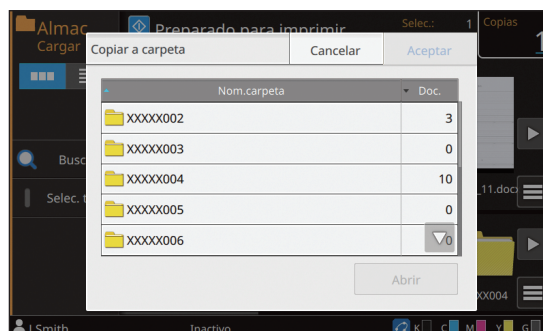 Almac
Cargar
Preparado para imprimir
Selec.: 1
Copias
1
Copiar a carpeta
Cancelar
Aceptar
Nom.carpeta
Doc.
XXXXX002 3
XXXXX003 0
XXXXX004 10
XXXXX005 0
XXXXX006 0
Busc
Selec. t
_11.doc
XX004
Abrir
J.Smith
Inactivo
K C M Y G